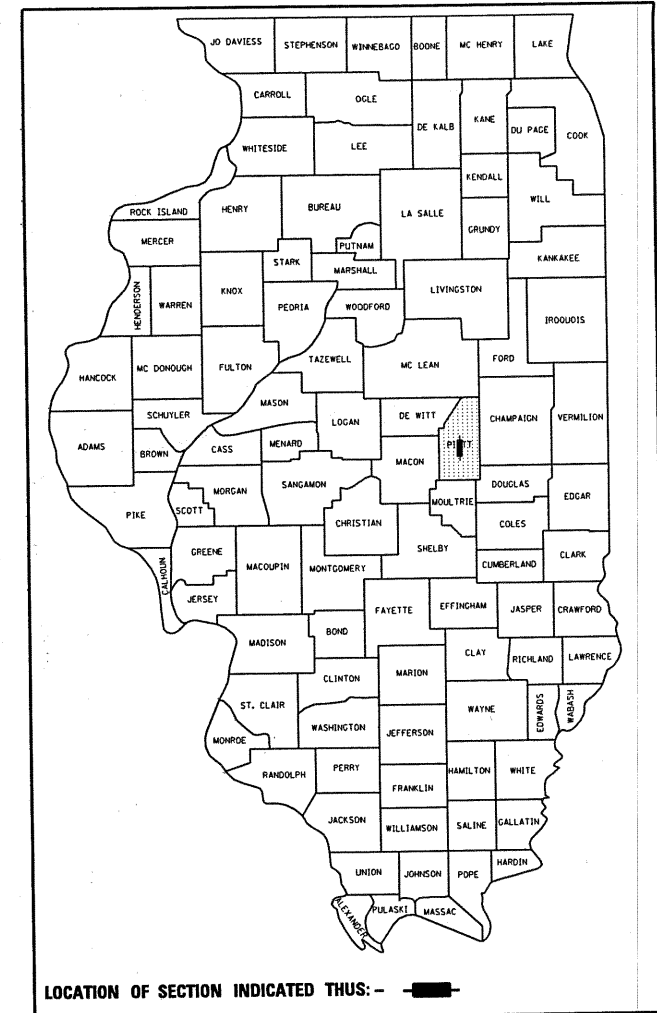 JO DAVIESS STEPHENSON WINNEBAGO BOONE MC HENRY LAKE
CARROLL OGLE DE KALB KANE DU PAGE COOK
WHITESIDE LEE KENDALL WILL
ROCK ISLAND HENRY BUREAU LA SALLE GRUNDY
MERCER PUTNAM KANKAKEE
STARK MARSHALL
HENDERSON WARREN KNOX PEORIA WOODFORD LIVINGSTON IROQUOIS
HANCOCK MC DONOUGH FULTON TAZEWELL MC LEAN FORD
SCHUYLER MASON LOGAN DE WITT CHAMPAIGN VERMILION
ADAMS BROWN CASS MENARD MACON
MORGAN SANGAMON DOUGLAS EDGAR
PIKE SCOTT CHRISTIAN MOULTRIE COLES
GREENE MACOUPIN MONTGOMERY SHELBY CUMBERLAND CLARK
CALHOUN JERSEY FAYETTE EFFINGHAM JASPER CRAWFORD
MADISON BOND CLAY RICHLAND LAWRENCE
CLINTON MARION
ST. CLAIR WASHINGTON JEFFERSON WAYNE EDWARDS WABASH
MONROE RANDOLPH PERRY FRANKLIN HAMILTON WHITE
JACKSON WILLIAMSON SALINE GALLATIN
UNION JOHNSON POPE HARDIN
ALEXANDER PULASKI MASSAC
LOCATION OF SECTION INDICATED THUS: -